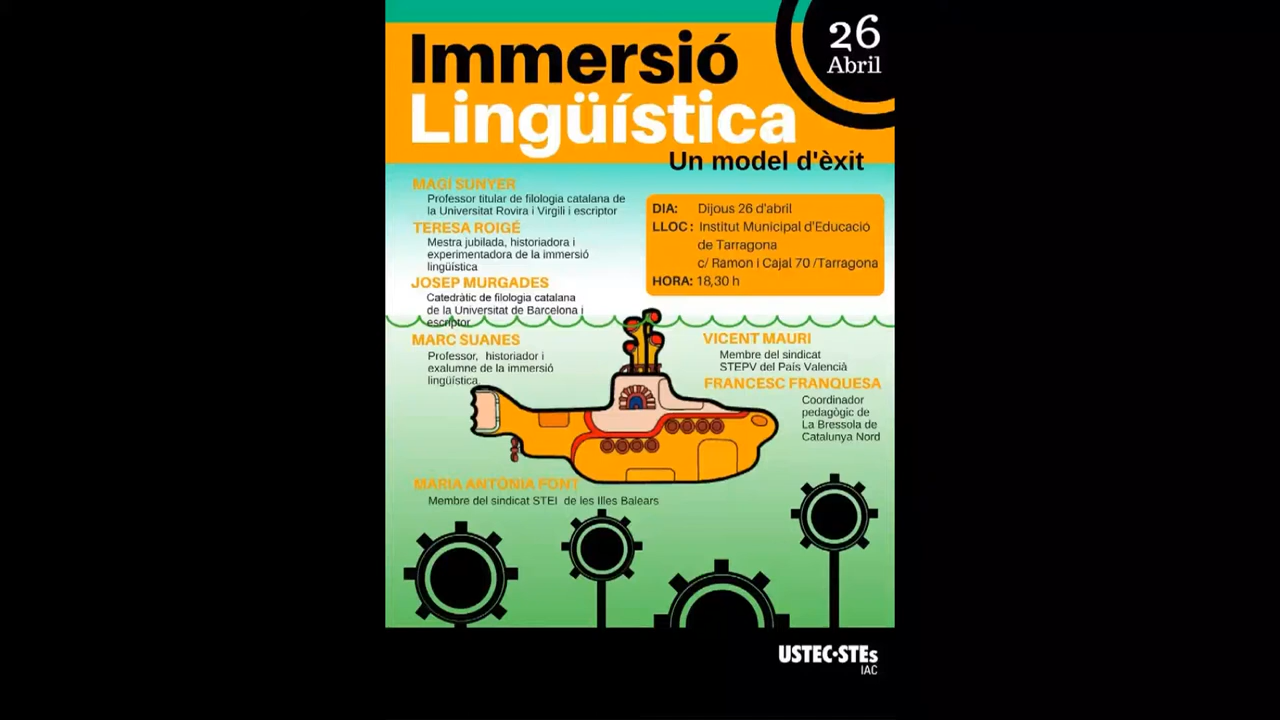 26
Abril
Immersió
Lingüística
Un model d'èxit
MAGÍ SUNYER
Professor titular de filologia catalana de
la Universitat Rovira i Virgili i escriptor
TERESA ROIGÉ
Mestra jubilada, historiadora i
experimentadora de la immersió
lingüística
JOSEP MURGADES
Catedràtic de filologia catalana
de la Universitat de Barcelona i
escriptor
MARC SUANES
Professor, historiador i
exalumne de la immersió
lingüística
DIA: Dijous 26 d'abril
LLOC: Institut Municipal d'Educació
de Tarragona
c/ Ramon i Cajal 70 /Tarragona
HORA: 18,30 h
VICENT MAURI
Membre del sindicat
STEPV del País Valencià
FRANCESC FRANQUESA
Coordinador
pedagògic de
La Bressola de
Catalunya Nord
MARIA ANTÒNIA FONT
Membre del sindicat STEI de les Illes Balears
USTEC·STEs
IAC